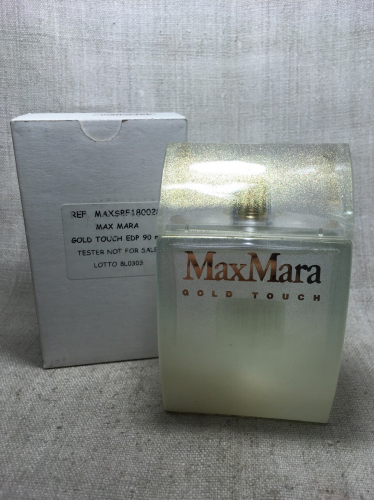 REF. MAXSRF18002
MAX MARA
GOLD TOUCH EDP 90 m
TESTER NOT FOR SALE
LOTTO 8L0303
MaxMara
GOLD TOUCH